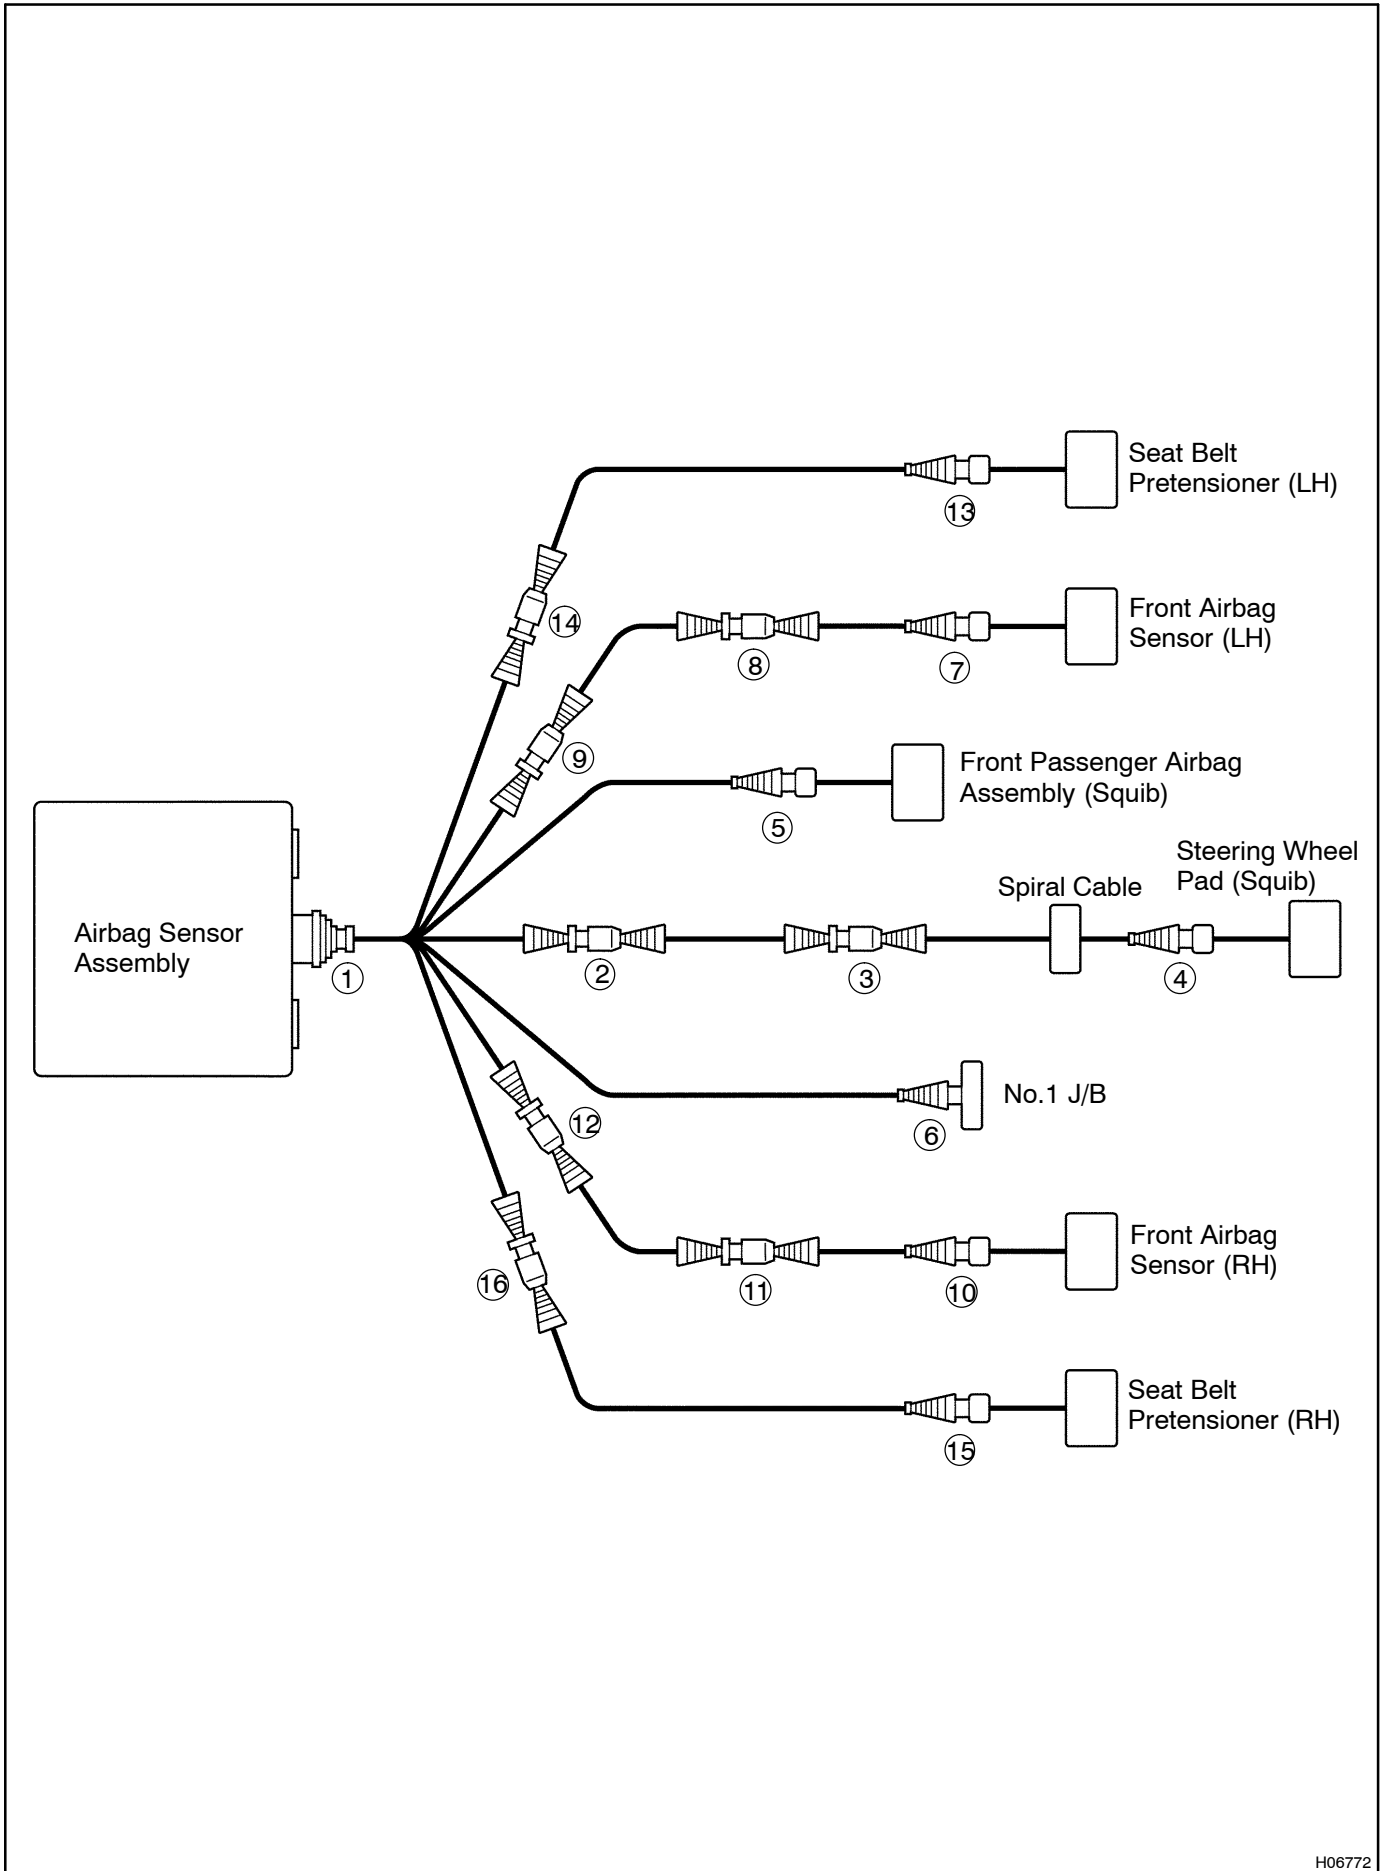 Seat Belt
Pretensioner (LH)
13
14
Front Airbag
Sensor (LH)
8
7
9
Front Passenger Airbag
Assembly (Squib)
5
Steering Wheel
Pad (Squib)
Spiral Cable
Airbag Sensor
Assembly
1
2
3
4
No.1 J/B
6
12
Front Airbag
Sensor (RH)
16
11
10
Seat Belt
Pretensioner (RH)
15
H06772